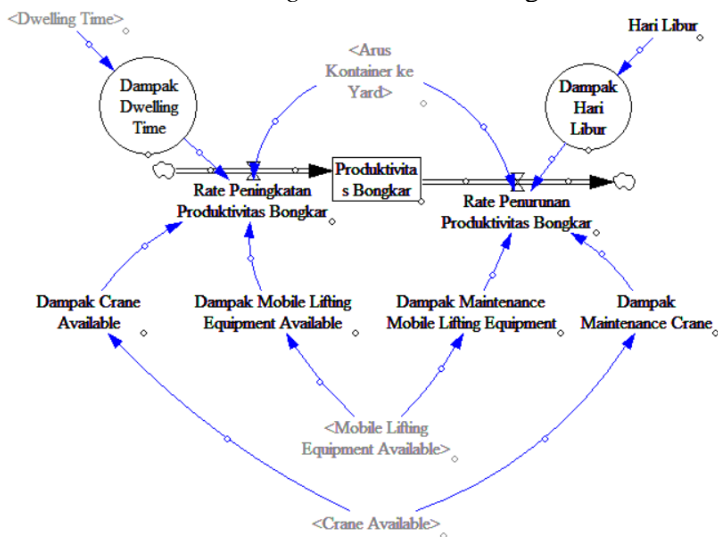 <Dwelling Time>
Hari Libur
<Arus
Kontainer ke
Yard>
Dampak
Dwelling
Time
Dampak
Hari
Libur
Produktivita
s Bongkar
Rate Peningkatan
Produktivitas Bongkar
Rate Penurunan
Produktivitas Bongkar
Dampak Crane
Available
Dampak Mobile Lifting
Equipment Available
Dampak Maintenance
Mobile Lifting Equipment
Dampak
Maintenance Crane
<Mobile Lifting
Equipment Available>
<Crane Available>